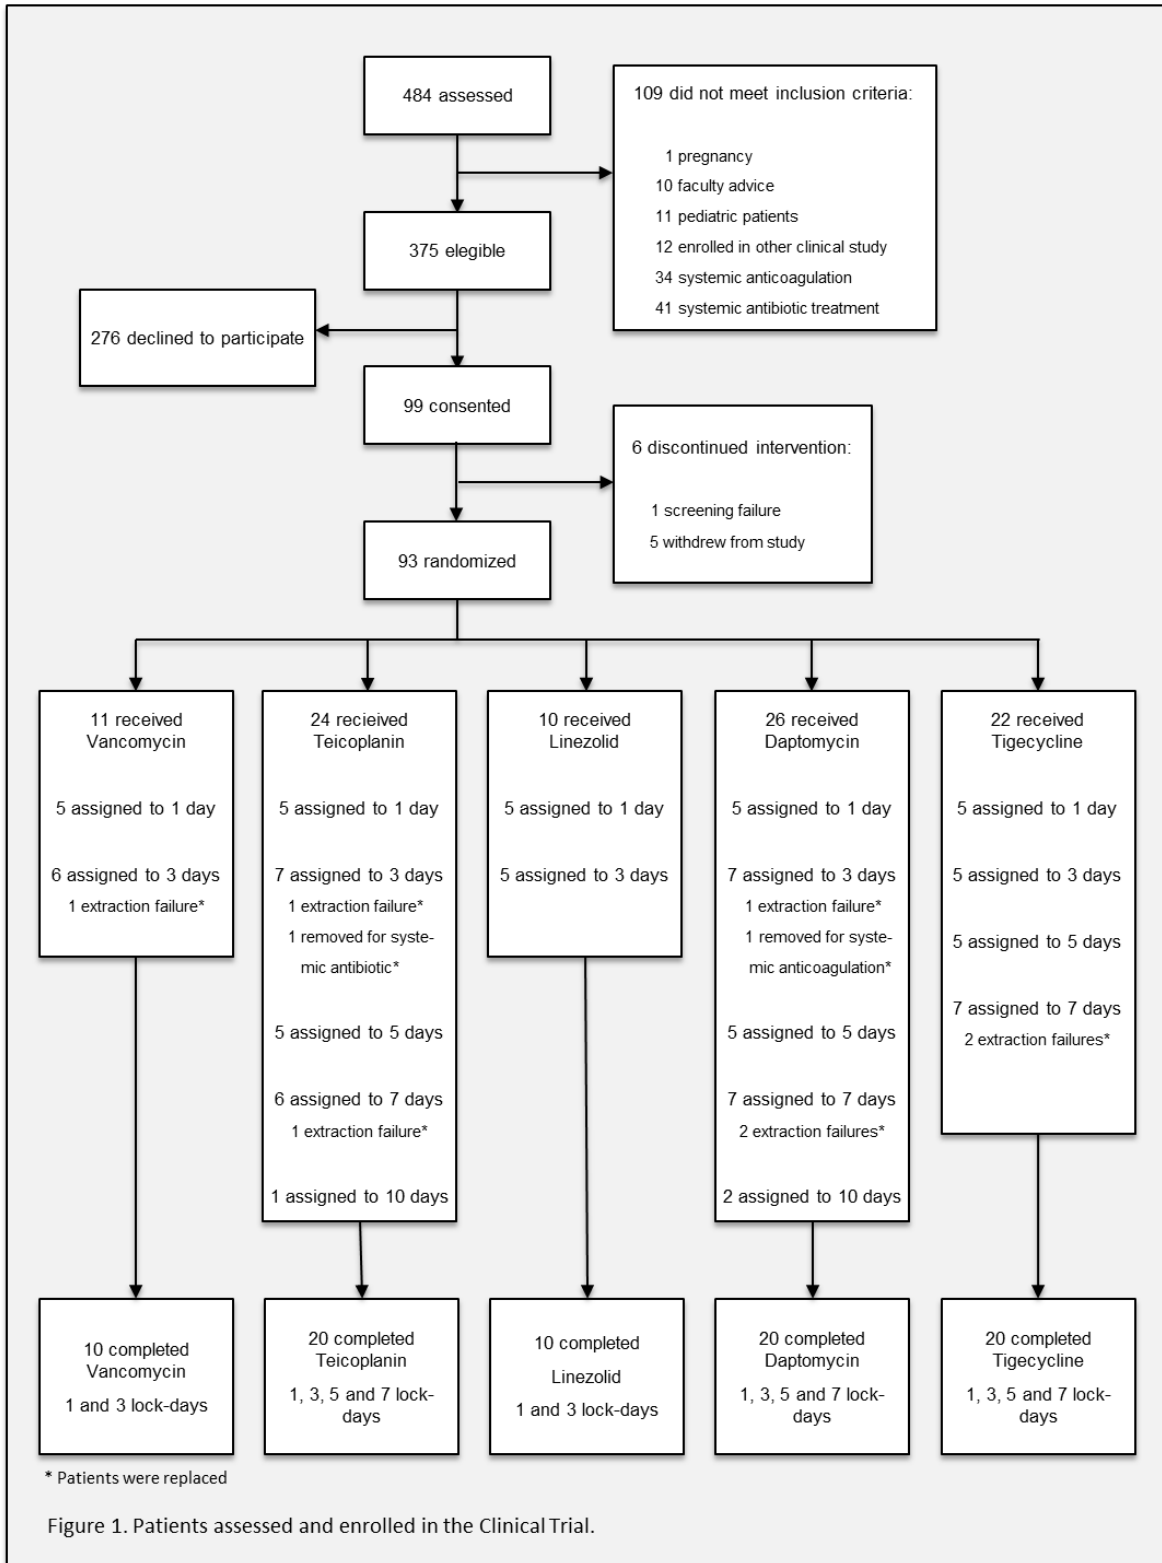 484 assessed
109 did not meet inclusion criteria:
1 pregnancy
10 faculty advice
11 pediatric patients
12 enrolled in other clinical study
34 systemic anticoagulation
41 systemic antibiotic treatment
375 elegible
276 declined to participate
99 consented
6 discontinued intervention:
1 screening failure
5 withdrew from study
93 randomized
11 received
Vancomycin
5 assigned to 1 day
6 assigned to 3 days
1 extraction failure*
24 recieived
Teicoplanin
5 assigned to 1 day
7 assigned to 3 days
1 extraction failure*
1 removed for syste-
mic antibiotic*
5 assigned to 5 days
6 assigned to 7 days
1 extraction failure*
1 assigned to 10 days
10 received
Linezolid
5 assigned to 1 day
5 assigned to 3 days
26 received
Daptomycin
5 assigned to 1 day
7 assigned to 3 days
1 extraction failure*
1 removed for syste-
mic anticoagulation*
5 assigned to 5 days
7 assigned to 7 days
2 extraction failures*
2 assigned to 10 days
22 received
Tigecycline
5 assigned to 1 day
5 assigned to 3 days
5 assigned to 5 days
7 assigned to 7 days
2 extraction failures*
10 completed
Vancomycin
1 and 3 lock-days
20 completed
Teicoplanin
1, 3, 5 and 7 lock-
days
10 completed
Linezolid
1 and 3 lock-days
20 completed
Daptomycin
1, 3, 5 and 7 lock-
days
20 completed
Tigecycline
1, 3, 5 and 7 lock-
days
* Patients were replaced
Figure 1. Patients assessed and enrolled in the Clinical Trial.